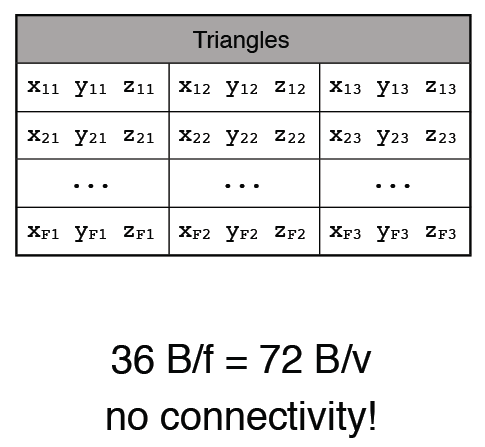 Triangles
x₁₁ y₁₁ z₁₁ x₁₂ y₁₂ z₁₂ x₁₃ y₁₃ z₁₃
x₂₁ y₂₁ z₂₁ x₂₂ y₂₂ z₂₂ x₂₃ y₂₃ z₂₃
... ... ...
xF1 yF1 zF1 xF2 yF2 zF2 xF3 yF3 zF3
36 B/f = 72 B/v
no connectivity!